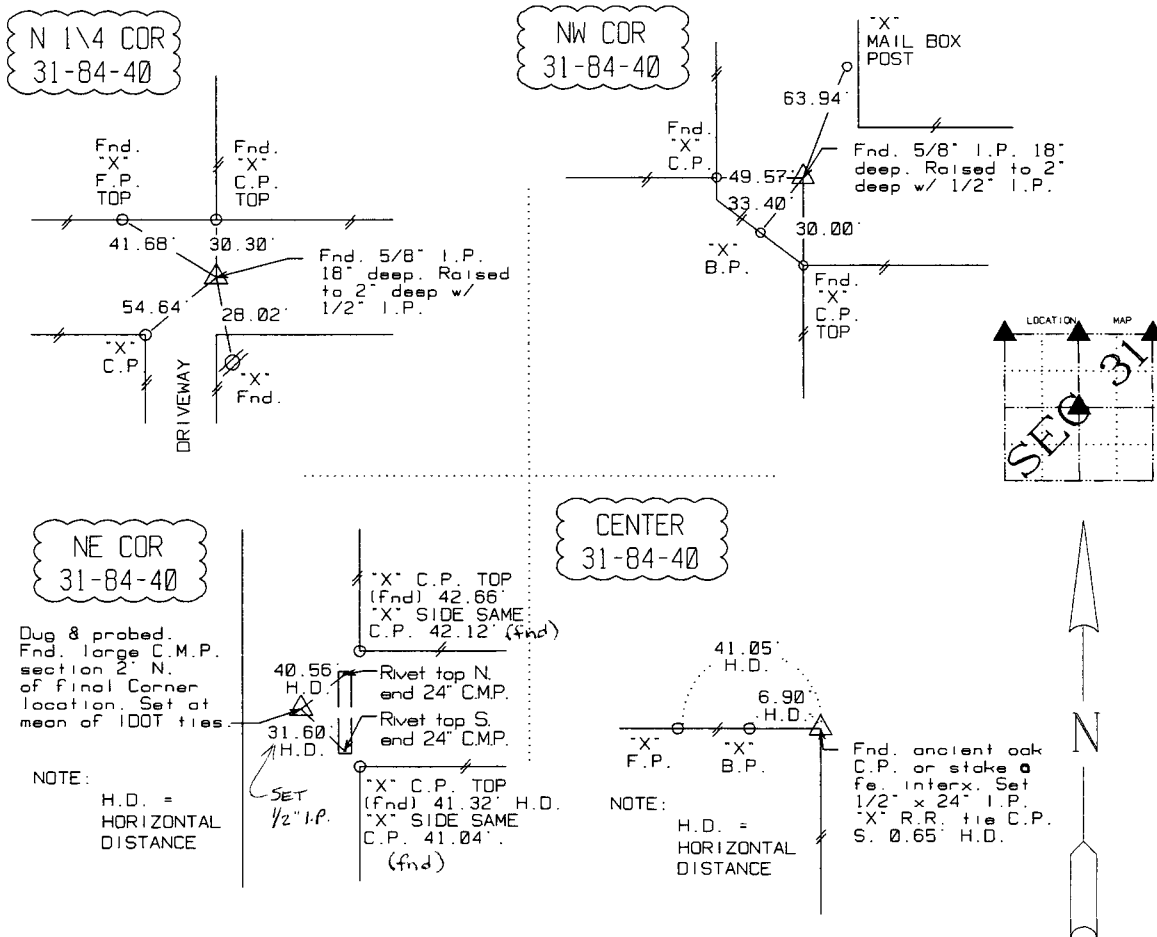 N 1\4 COR
31-84-40
Fnd.
"X"
F.P.
TOP
Fnd.
"X"
C.P.
TOP
41.68'
30.30'
Fnd. 5/8" I.P.
18" deep. Raised
to 2" deep w/
1/2" I.P.
54.64'
28.02'
"X"
C.P.
"X"
Fnd.
DRIVEWAY
NW COR
31-84-40
"X"
MAIL BOX
POST
63.94'
Fnd.
"X"
C.P.
49.57'
Fnd. 5/8" I.P. 18"
deep. Raised to 2"
deep w/ 1/2" I.P.
33.40'
30.00'
"X"
B.P.
Fnd.
"X"
C.P.
TOP
LOCATION MAP
SEC 31
NE COR
31-84-40
Dug & probed.
Fnd. large C.M.P.
section 2' N.
of final Corner
location. Set at
mean of IDOT ties.
"X" C.P. TOP
(fnd) 42.66'
"X" SIDE SAME
C.P. 42.12' (fnd)
40.56'
H.D.
Rivet top N.
end 24" C.M.P.
31.60'
H.D.
Rivet top S.
end 24" C.M.P.
SET
1/2" I.P.
"X" C.P. TOP
(fnd) 41.32' H.D.
"X" SIDE SAME
C.P. 41.04'.
(fnd)
NOTE:
H.D. =
HORIZONTAL
DISTANCE
CENTER
31-84-40
41.05'
H.D.
6.90'
H.D.
"X"
F.P.
"X"
B.P.
Fnd. ancient oak
C.P. or stake @
fe. interx. Set
1/2" x 24" I.P.
"X" R.R. tie C.P.
S. 0.65' H.D.
NOTE:
H.D. =
HORIZONTAL
DISTANCE
N